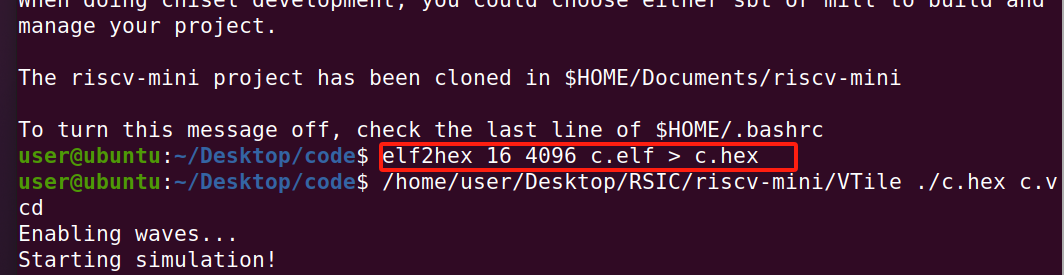 When doing chisel development, you could choose either sbt or mill to build and
manage your project.
The riscv-mini project has been cloned in $HOME/Documents/riscv-mini
To turn this message off, check the last line of $HOME/.bashrc
user@ubuntu:~/Desktop/code$ elf2hex 16 4096 c.elf > c.hex
user@ubuntu:~/Desktop/code$ /home/user/Desktop/RSIC/riscv-mini/VTile ./c.hex c.v
cd
Enabling waves...
Starting simulation!